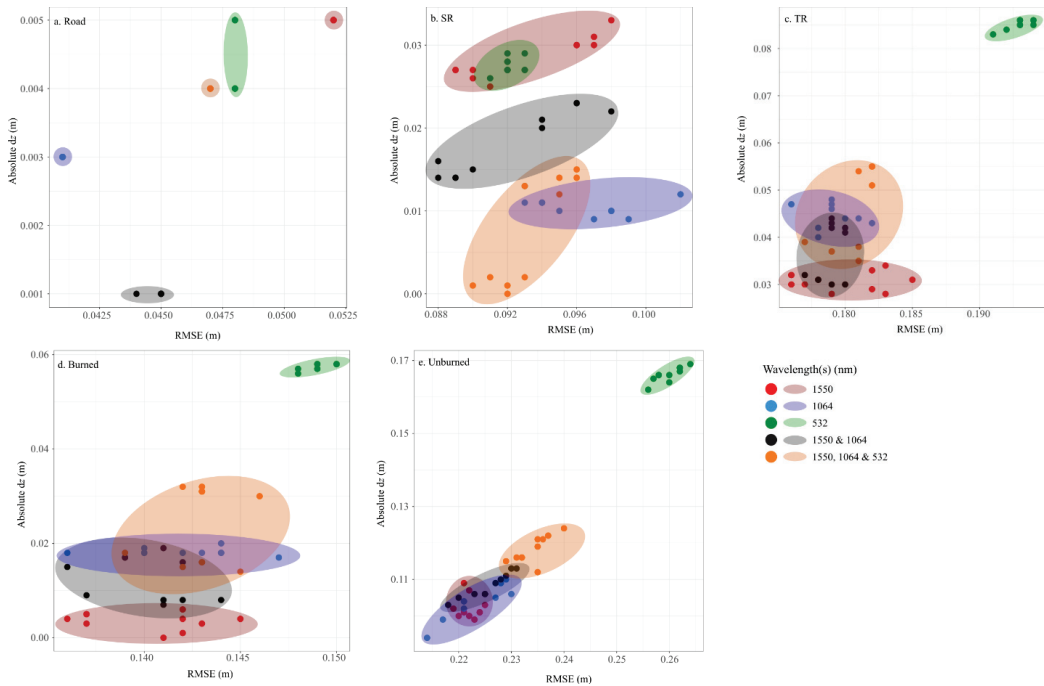 a. Road
Absolute dz (m)
0.005
0.004
0.003
0.002
0.001
0.0425
0.0450
0.0475
0.0500
0.0525
RMSE (m)
b. SR
Absolute dz (m)
0.03
0.02
0.01
0.00
0.088
0.092
0.096
0.100
RMSE (m)
c. TR
Absolute dz (m)
0.08
0.07
0.06
0.05
0.04
0.03
0.180
0.185
0.190
RMSE (m)
d. Burned
Absolute dz (m)
0.06
0.04
0.02
0.00
0.140
0.145
0.150
RMSE (m)
e. Unburned
Absolute dz (m)
0.17
0.15
0.13
0.11
0.09
0.22
0.23
0.24
0.25
0.26
RMSE (m)
Wavelength(s) (nm)
1550
1064
532
1550 & 1064
1550, 1064 & 532